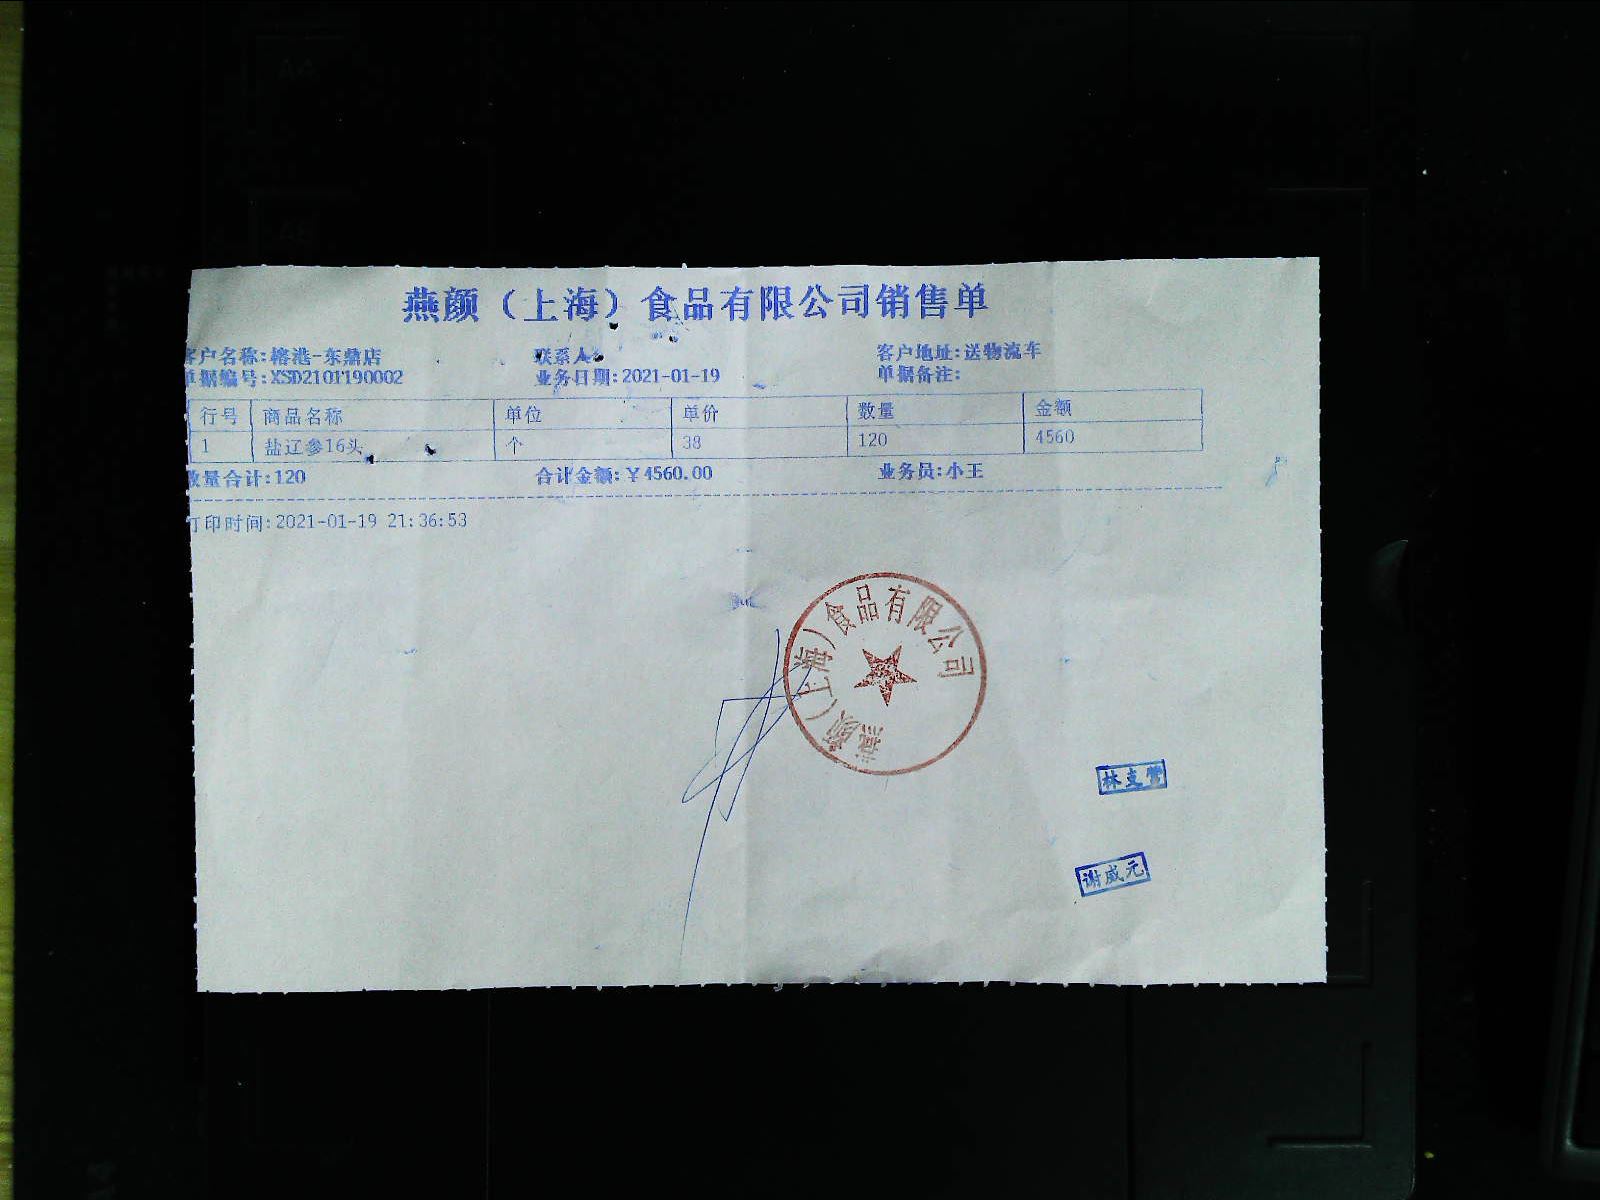 燕颜（上海）食品有限公司销售单
客户名称:榕港-东鼎店 联系人: 客户地址:送物流车
单据编号:XSD2101190002 业务日期:2021-01-19 单据备注:
行号 商品名称 单位 单价 数量 金额
1 盐辽参16头 个 38 120 4560
数量合计:120 合计金额:￥4560.00 业务员:小王
打印时间:2021-01-19 21:36:53
燕颜（上海）食品有限公司
谢威元